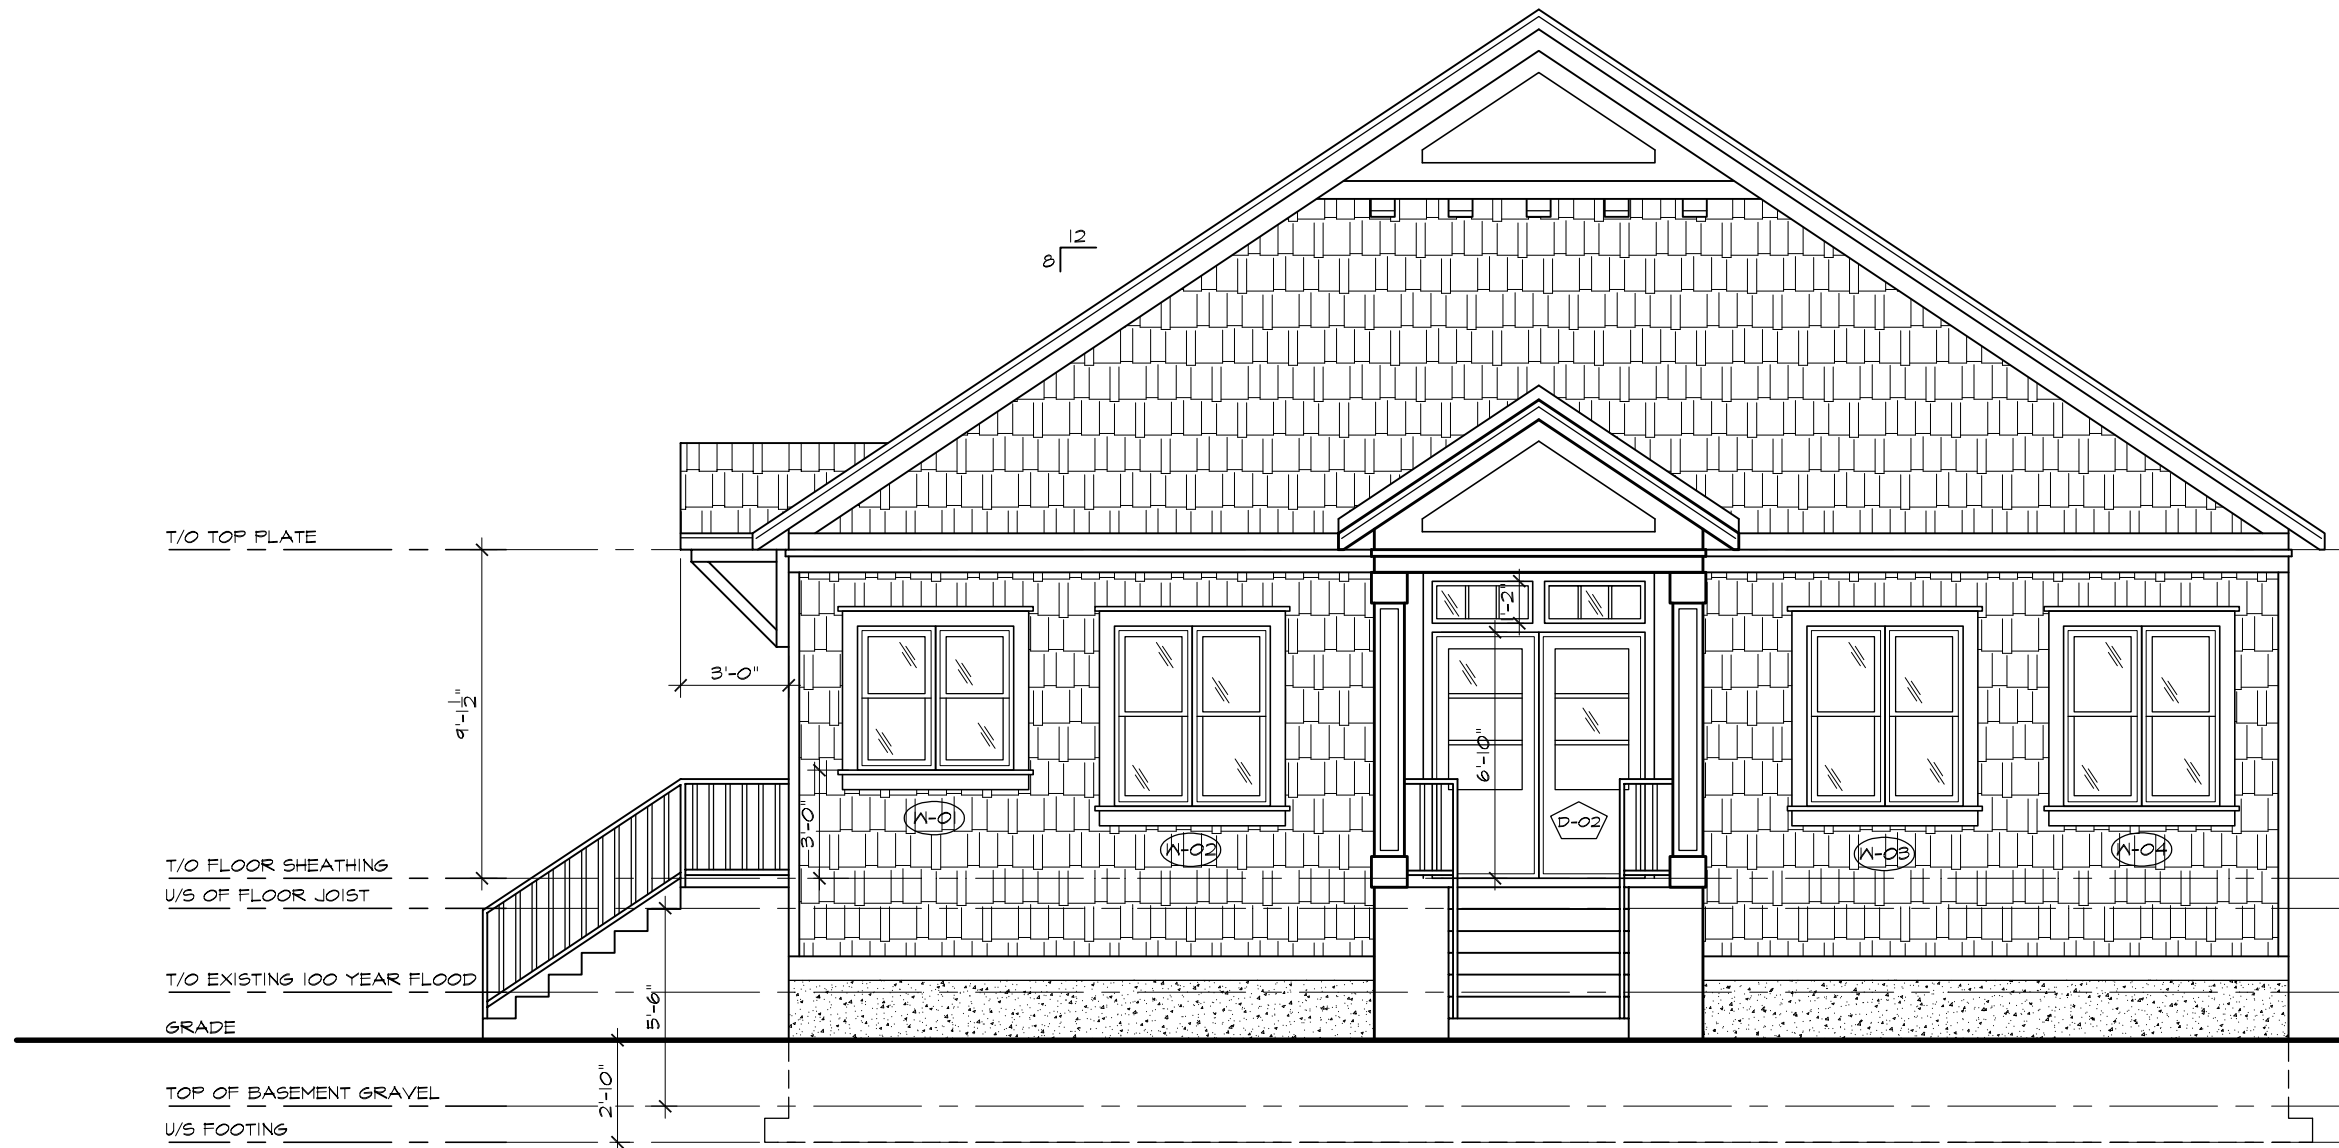 12
8
T/O TOP PLATE
1'-2"
3'-0"
9'-1 1/2"
6'-10"
3'-0"
W-01
D-02
W-02
W-03
W-04
T/O FLOOR SHEATHING
U/S OF FLOOR JOIST
T/O EXISTING 100 YEAR FLOOD
5'-6"
GRADE
2'-10"
TOP OF BASEMENT GRAVEL
U/S FOOTING